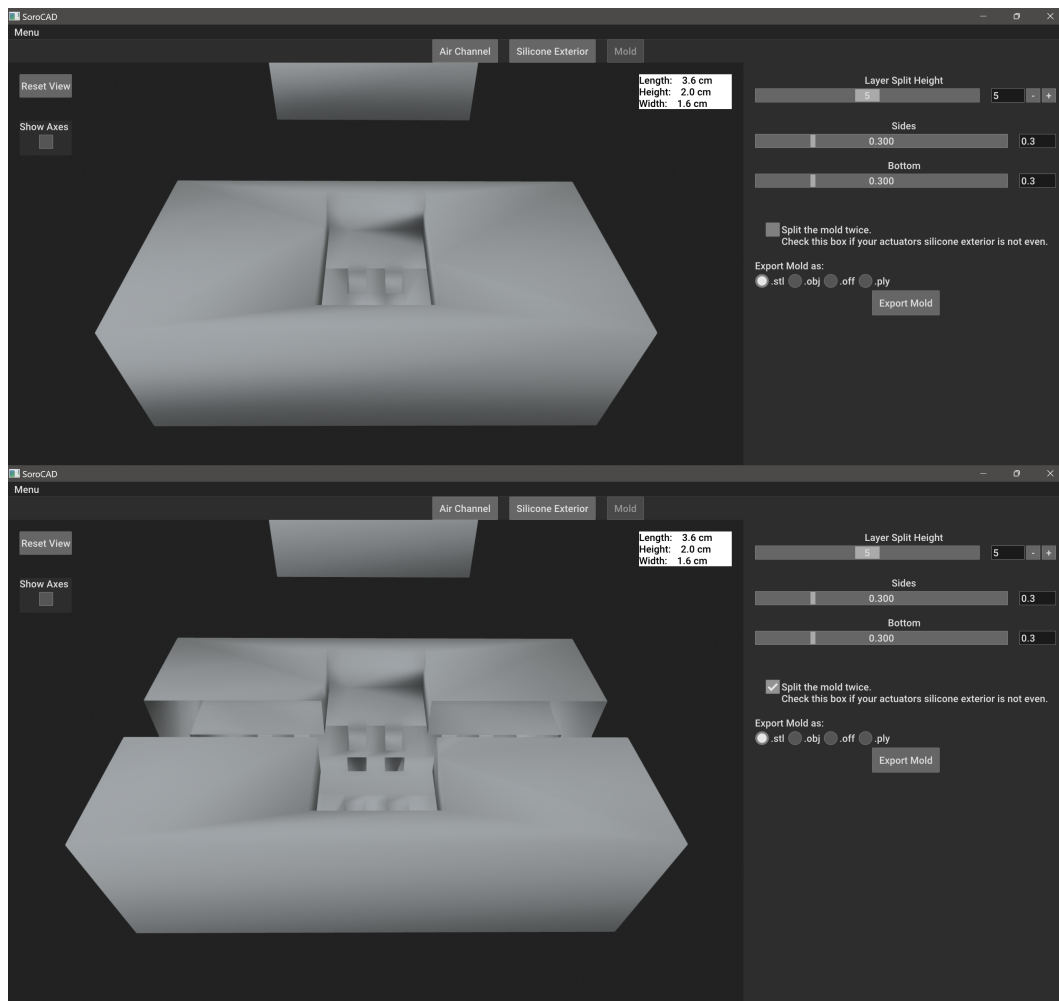 SoroCAD
Menu
Air Channel Silicone Exterior Mold
Reset View
Show Axes
Length: 3.6 cm
Height: 2.0 cm
Width: 1.6 cm
Layer Split Height
5 5 - +
Sides
0.300 0.3
Bottom
0.300 0.3
Split the mold twice.
Check this box if your actuators silicone exterior is not even.
Export Mold as:
.stl .obj .off .ply
Export Mold
SoroCAD
Menu
Air Channel Silicone Exterior Mold
Reset View
Show Axes
Length: 3.6 cm
Height: 2.0 cm
Width: 1.6 cm
Layer Split Height
5 5 - +
Sides
0.300 0.3
Bottom
0.300 0.3
Split the mold twice.
Check this box if your actuators silicone exterior is not even.
Export Mold as:
.stl .obj .off .ply
Export Mold